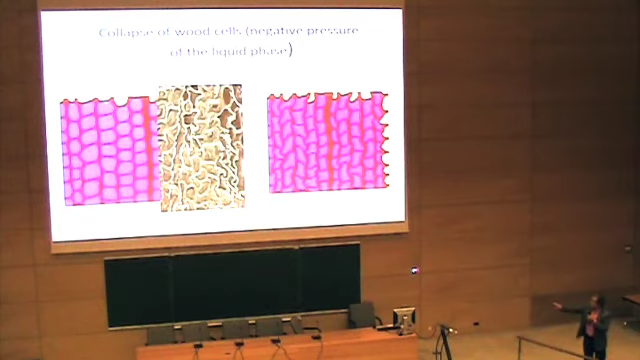 Collapse of wood cells (negative pressure
of the liquid phase)